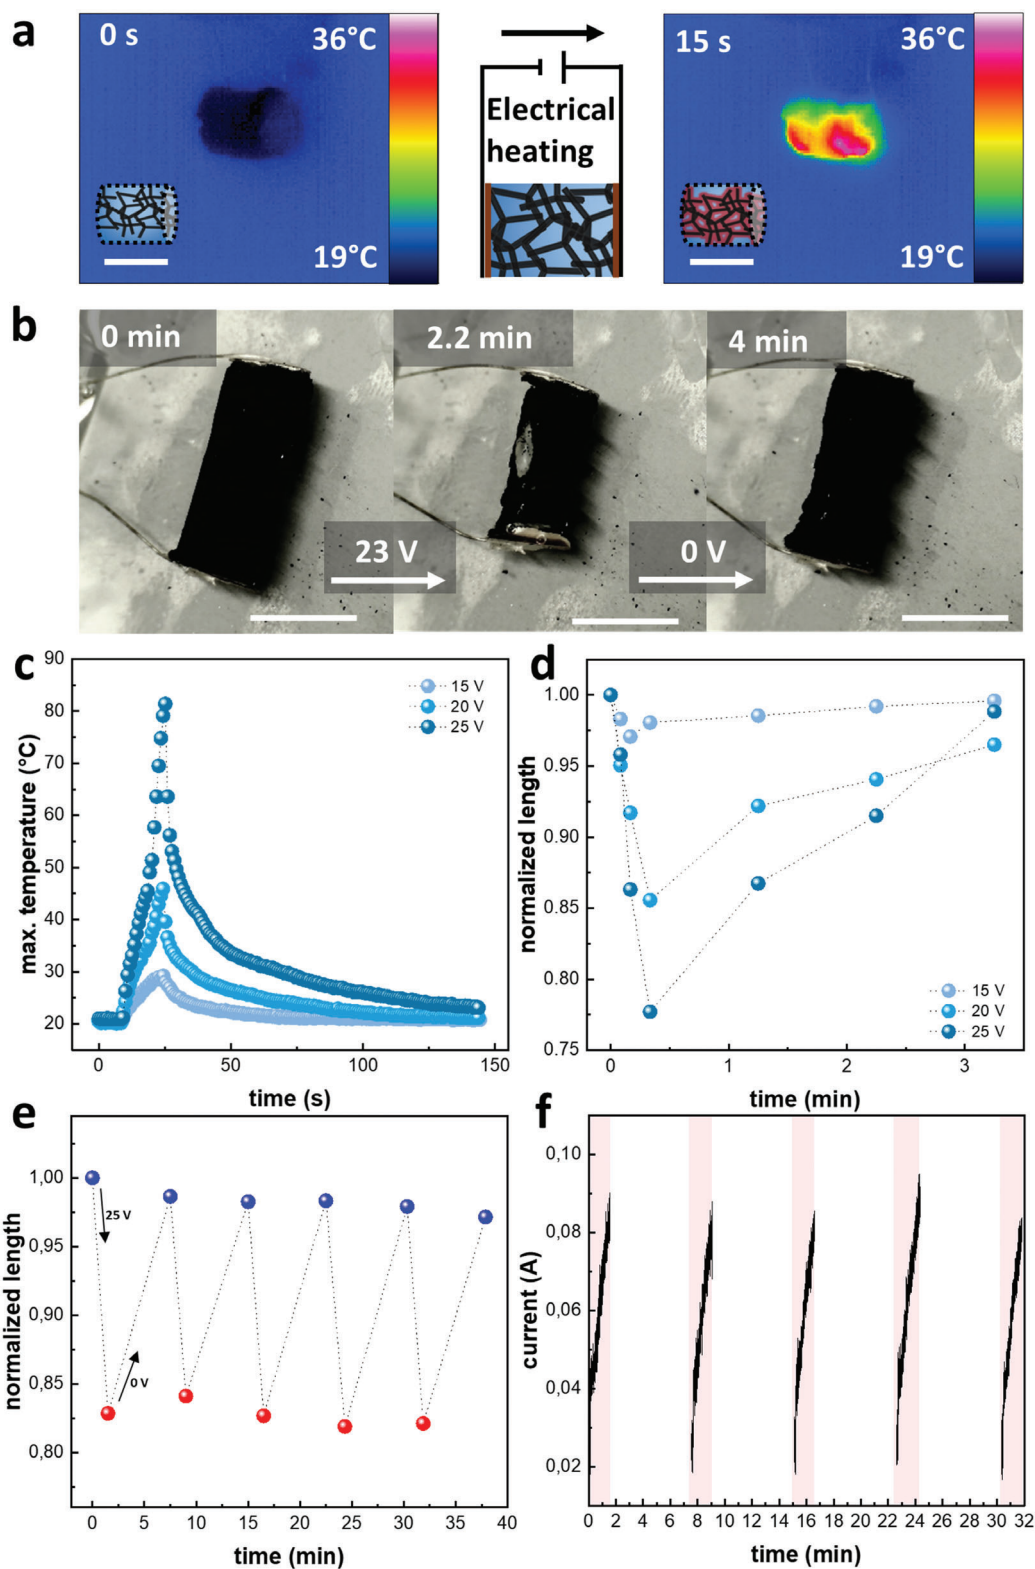 a
0 s
36°C
19°C
Electrical
heating
15 s
36°C
19°C
b
0 min
2.2 min
4 min
23 V
0 V
c
90
80
70
60
50
40
30
20
max. temperature (°C)
0
50
100
150
time (s)
15 V
20 V
25 V
d
1.00
0.95
0.90
0.85
0.80
0.75
normalized length
0
1
2
3
time (min)
15 V
20 V
25 V
e
1,00
0,95
0,90
0,85
0,80
normalized length
25 V
0 V
0 5 10 15 20 25 30 35 40
time (min)
f
0,10
0,08
0,06
0,04
0,02
current (A)
0 2 4 6 8 10 12 14 16 18 20 22 24 26 28 30 32
time (min)